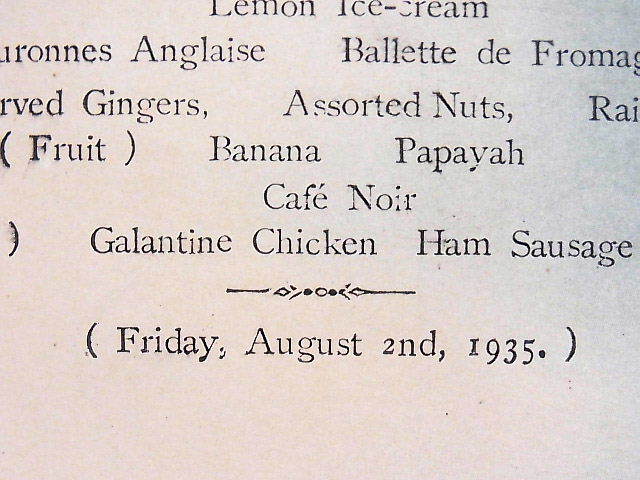 Lemon Ice-cream
uronnes Anglaise Ballette de Fromag
rved Gingers, Assorted Nuts, Rai
( Fruit ) Banana Papayah
Café Noir
) Galantine Chicken Ham Sausage
( Friday, August 2nd, 1935. )